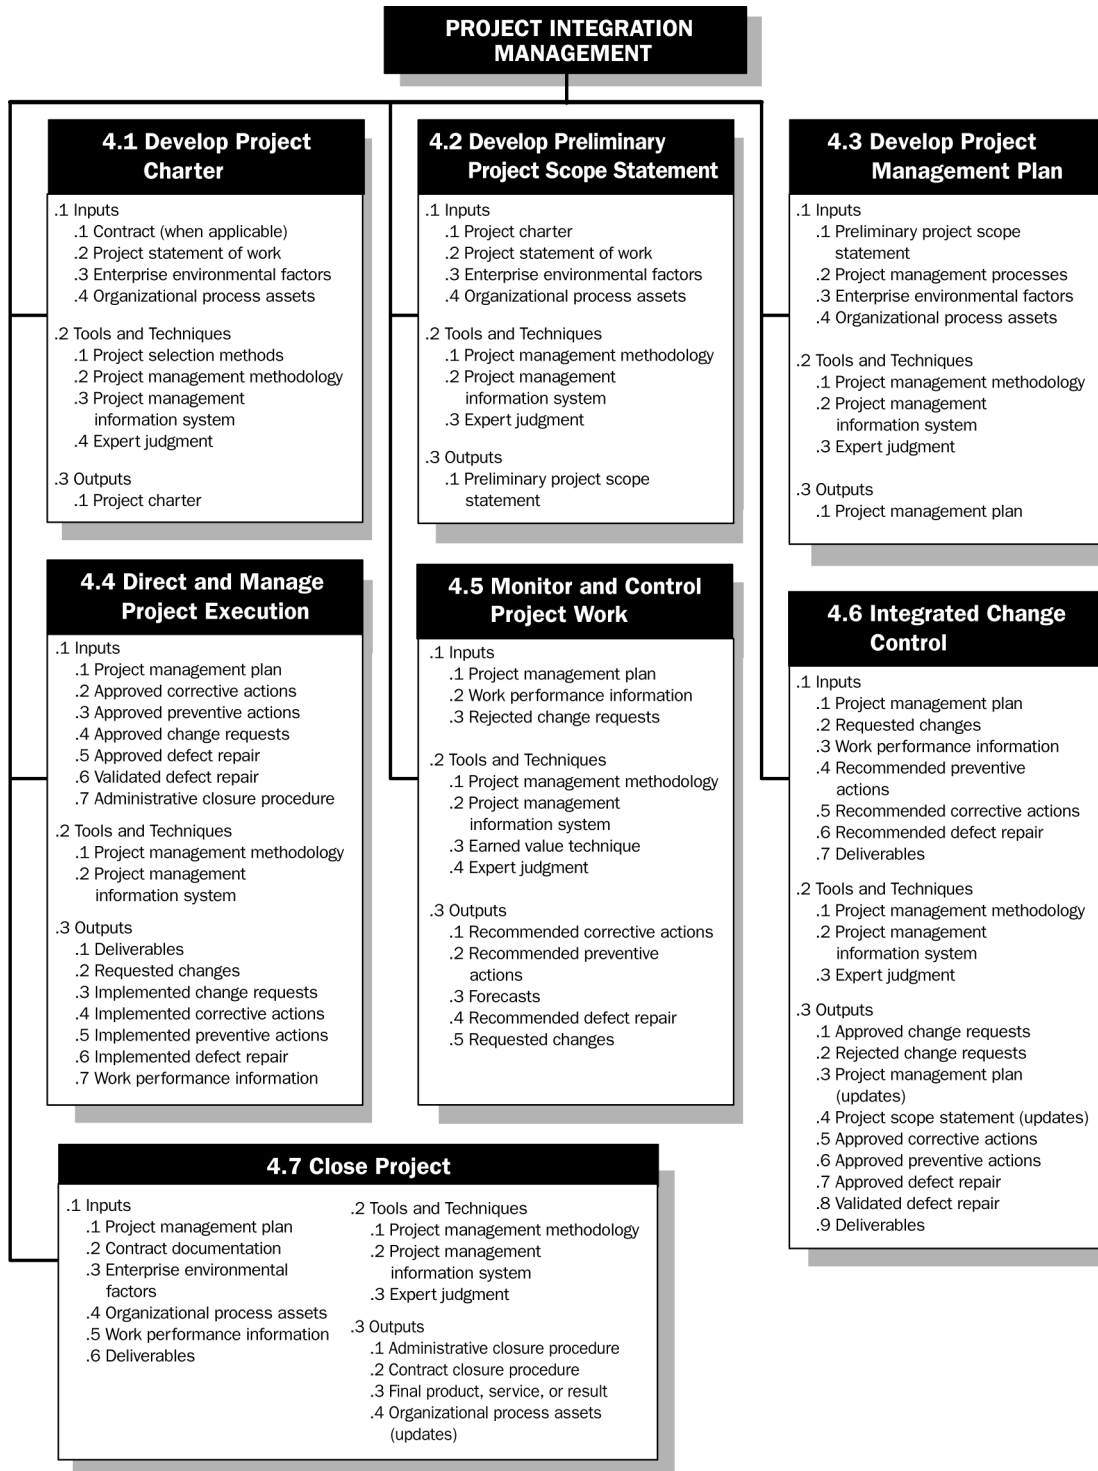 PROJECT INTEGRATION
MANAGEMENT
4.1 Develop Project
Charter
.1 Inputs
.1 Contract (when applicable)
.2 Project statement of work
.3 Enterprise environmental factors
.4 Organizational process assets
.2 Tools and Techniques
.1 Project selection methods
.2 Project management methodology
.3 Project management
information system
.4 Expert judgment
.3 Outputs
.1 Project charter
4.2 Develop Preliminary
Project Scope Statement
.1 Inputs
.1 Project charter
.2 Project statement of work
.3 Enterprise environmental factors
.4 Organizational process assets
.2 Tools and Techniques
.1 Project management methodology
.2 Project management
information system
.3 Expert judgment
.3 Outputs
.1 Preliminary project scope
statement
4.3 Develop Project
Management Plan
.1 Inputs
.1 Preliminary project scope
statement
.2 Project management processes
.3 Enterprise environmental factors
.4 Organizational process assets
.2 Tools and Techniques
.1 Project management methodology
.2 Project management
information system
.3 Expert judgment
.3 Outputs
.1 Project management plan
4.4 Direct and Manage
Project Execution
.1 Inputs
.1 Project management plan
.2 Approved corrective actions
.3 Approved preventive actions
.4 Approved change requests
.5 Approved defect repair
.6 Validated defect repair
.7 Administrative closure procedure
.2 Tools and Techniques
.1 Project management methodology
.2 Project management
information system
.3 Outputs
.1 Deliverables
.2 Requested changes
.3 Implemented change requests
.4 Implemented corrective actions
.5 Implemented preventive actions
.6 Implemented defect repair
.7 Work performance information
4.5 Monitor and Control
Project Work
.1 Inputs
.1 Project management plan
.2 Work performance information
.3 Rejected change requests
.2 Tools and Techniques
.1 Project management methodology
.2 Project management
information system
.3 Earned value technique
.4 Expert judgment
.3 Outputs
.1 Recommended corrective actions
.2 Recommended preventive
actions
.3 Forecasts
.4 Recommended defect repair
.5 Requested changes
4.6 Integrated Change
Control
.1 Inputs
.1 Project management plan
.2 Requested changes
.3 Work performance information
.4 Recommended preventive
actions
.5 Recommended corrective actions
.6 Recommended defect repair
.7 Deliverables
.2 Tools and Techniques
.1 Project management methodology
.2 Project management
information system
.3 Expert judgment
.3 Outputs
.1 Approved change requests
.2 Rejected change requests
.3 Project management plan
(updates)
.4 Project scope statement (updates)
.5 Approved corrective actions
.6 Approved preventive actions
.7 Approved defect repair
.8 Validated defect repair
.9 Deliverables
4.7 Close Project
.1 Inputs
.1 Project management plan
.2 Contract documentation
.3 Enterprise environmental
factors
.4 Organizational process assets
.5 Work performance information
.6 Deliverables
.2 Tools and Techniques
.1 Project management methodology
.2 Project management
information system
.3 Expert judgment
.3 Outputs
.1 Administrative closure procedure
.2 Contract closure procedure
.3 Final product, service, or result
.4 Organizational process assets
(updates)